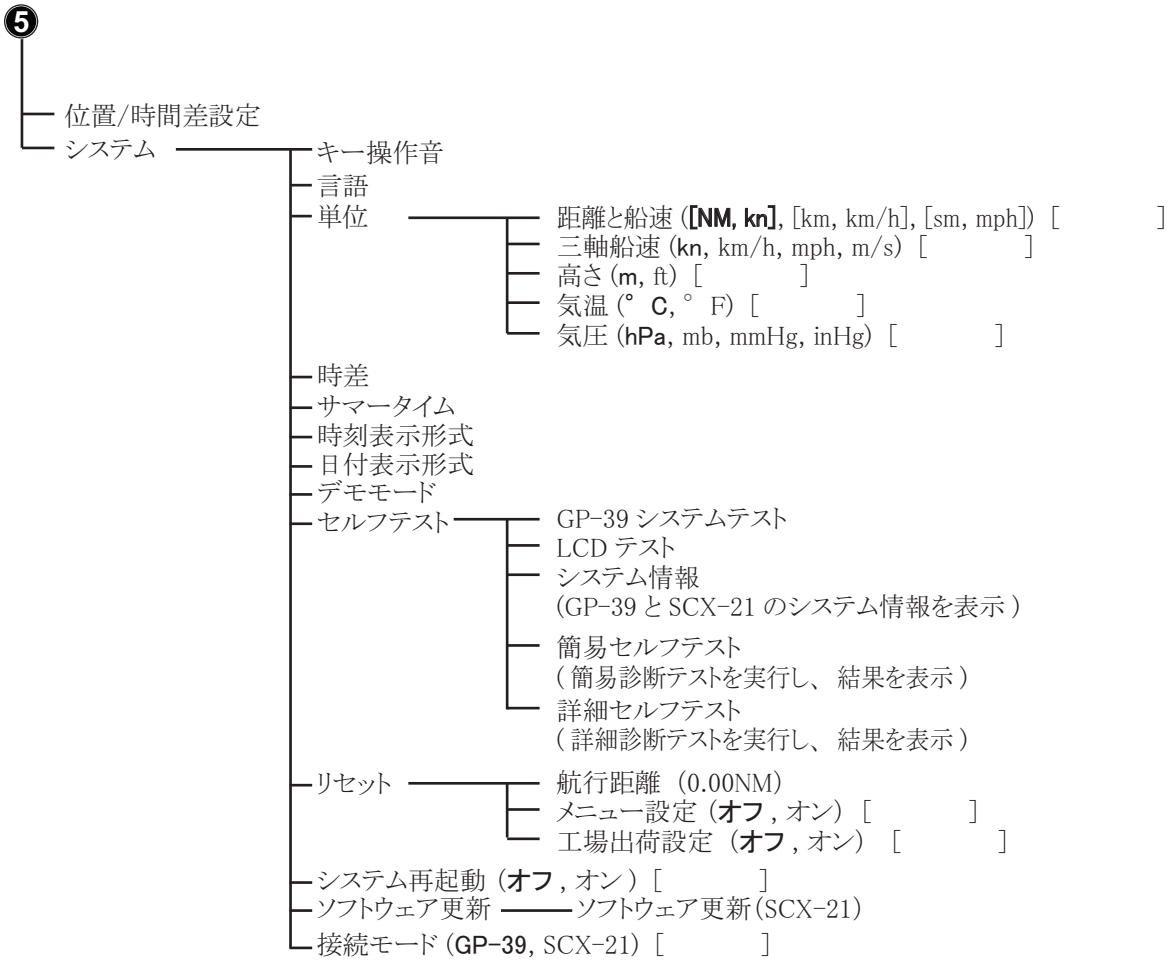 5
位置/時間差設定
システム
キー操作音
言語
単位
距離と船速 ([NM, kn], [km, km/h], [sm, mph]) [ ]
三軸船速 (kn, km/h, mph, m/s) [ ]
高さ (m, ft) [ ]
気温 (° C, ° F) [ ]
気圧 (hPa, mb, mmHg, inHg) [ ]
時差
サマータイム
時刻表示形式
日付表示形式
デモモード
セルフテスト
GP-39 システムテスト
LCD テスト
システム情報
(GP-39 と SCX-21 のシステム情報を表示 )
簡易セルフテスト
( 簡易診断テストを実行し、 結果を表示 )
詳細セルフテスト
( 詳細診断テストを実行し、 結果を表示 )
リセット
航行距離 (0.00NM)
メニュー設定 (オフ , オン) [ ]
工場出荷設定 (オフ , オン) [ ]
システム再起動 (オフ , オン ) [ ]
ソフトウェア更新
ソフトウェア更新(SCX-21)
接続モード (GP-39, SCX-21) [ ]